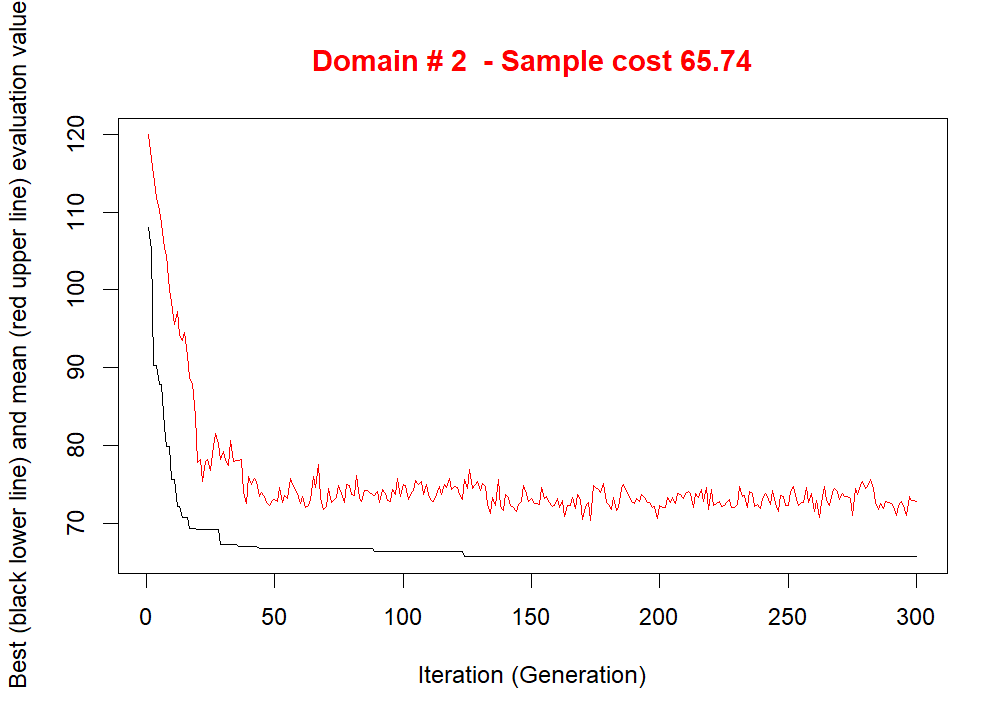 Domain # 2  - Sample cost 65.74
Best (black lower line) and mean (red upper line) evaluation value
120
110
100
90
80
70
0 50 100 150 200 250 300
Iteration (Generation)